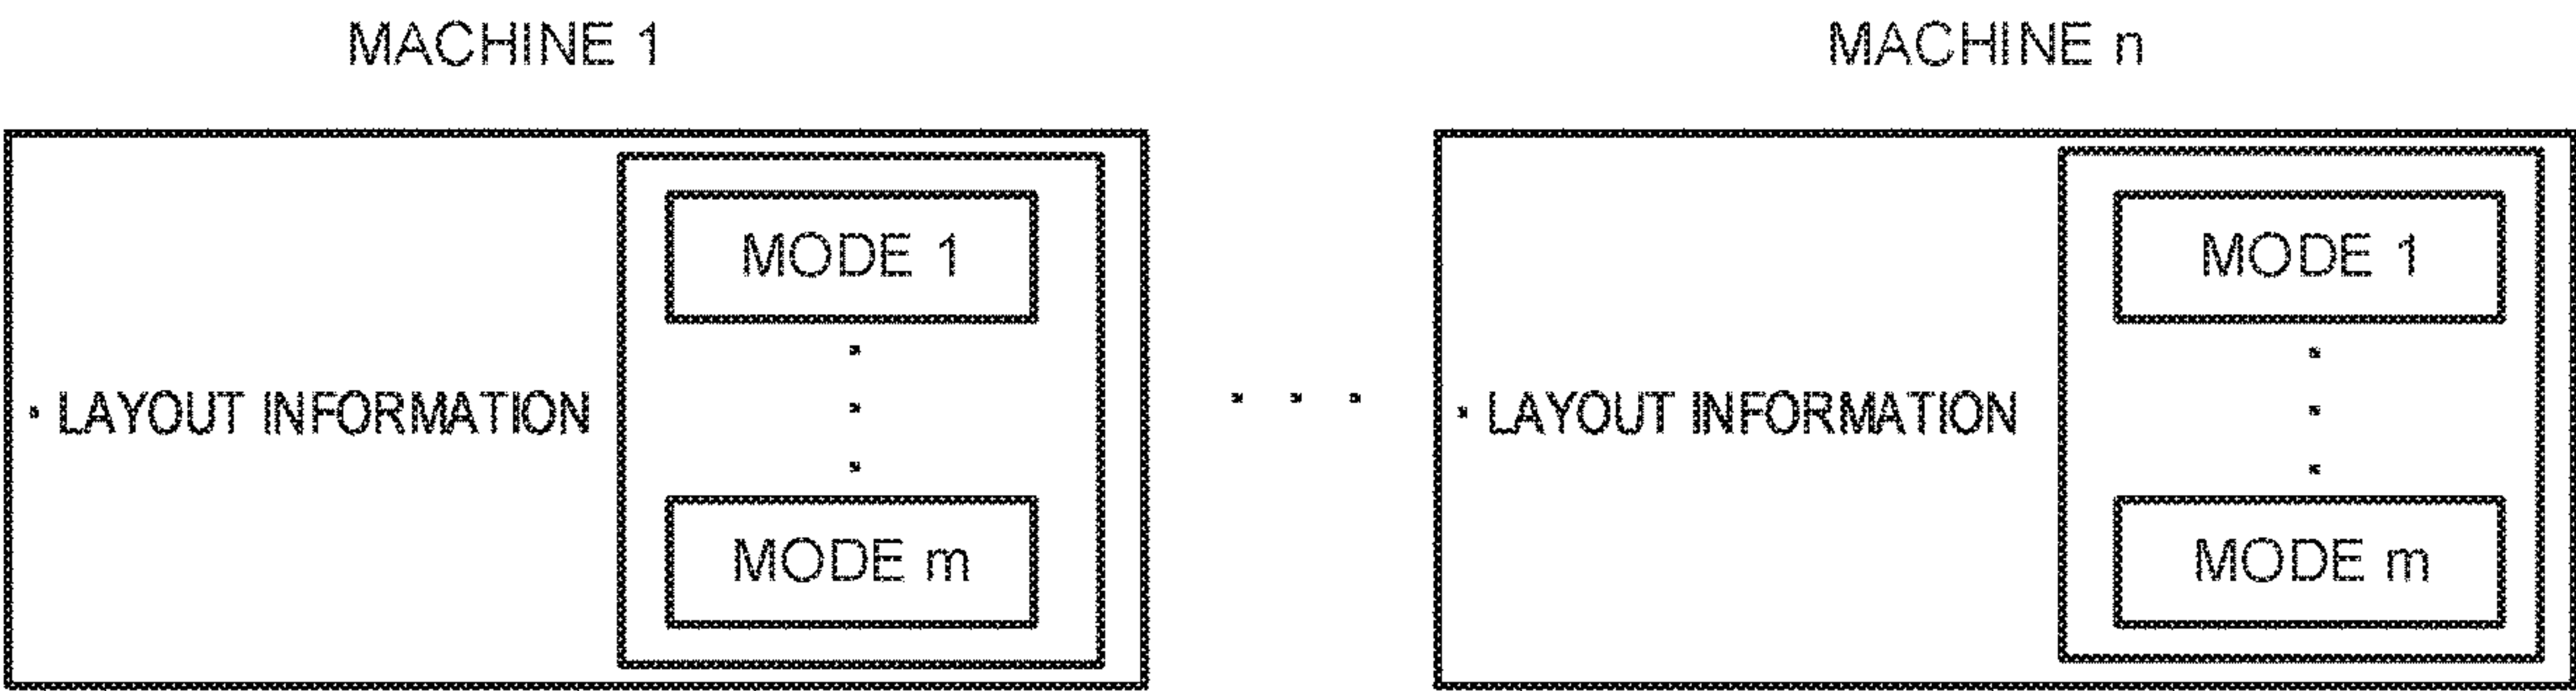 MACHINE 1
MODE 1
· LAYOUT INFORMATION
MODE m
. . .
MACHINE n
MODE 1
· LAYOUT INFORMATION
MODE m